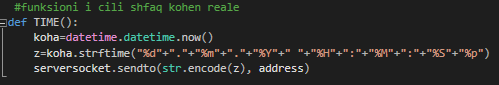 #funksioni i cili shfaq kohen reale
def TIME():
koha=datetime.datetime.now()
z=koha.strftime("%d"+"."+"%m"+"."+"%Y"+" "+"%H"+":"+"%M"+":"+"%S"+"%p")
serversocket.sendto(str.encode(z), address)